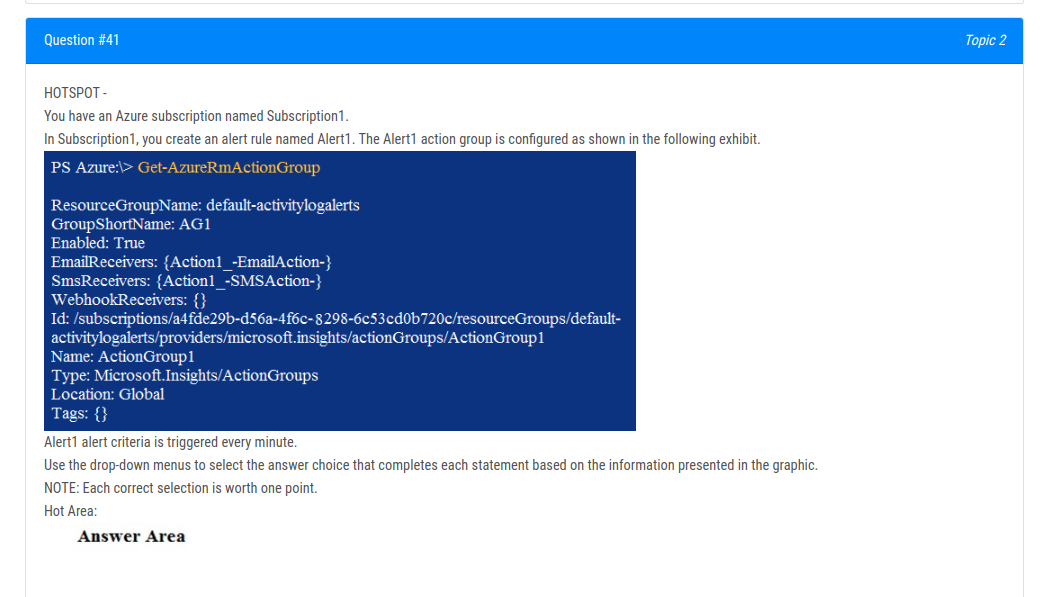 Question #41
Topic 2
HOTSPOT -
You have an Azure subscription named Subscription1.
In Subscription1, you create an alert rule named Alert1. The Alert1 action group is configured as shown in the following exhibit.
PS Azure:\> Get-AzureRmActionGroup
ResourceGroupName: default-activitylogalerts
GroupShortName: AG1
Enabled: True
EmailReceivers: {Action1_-EmailAction-}
SmsReceivers: {Action1_-SMSAction-}
WebhookReceivers: {}
Id: /subscriptions/a4fde29b-d56a-4f6c-8298-6c53cd0b720c/resourceGroups/default-
activitylogalerts/providers/microsoft.insights/actionGroups/ActionGroup1
Name: ActionGroup1
Type: Microsoft.Insights/ActionGroups
Location: Global
Tags: {}
Alert1 alert criteria is triggered every minute.
Use the drop-down menus to select the answer choice that completes each statement based on the information presented in the graphic.
NOTE: Each correct selection is worth one point.
Hot Area:
Answer Area